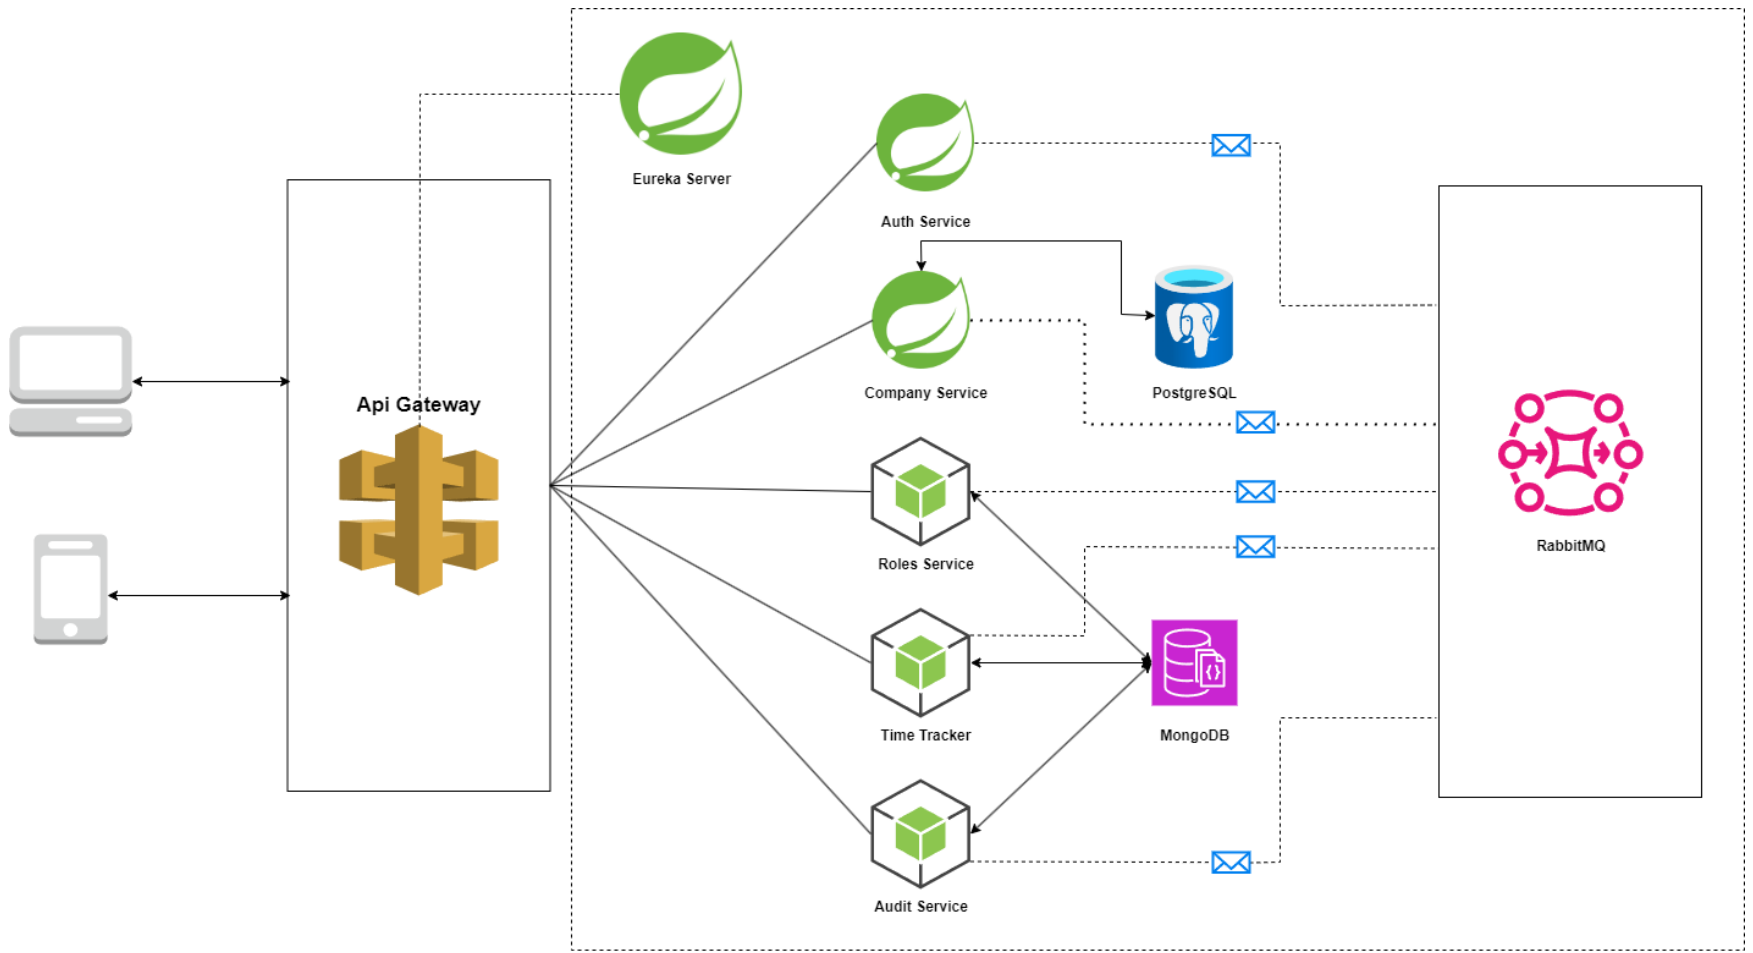 Eureka Server
Auth Service
Api Gateway
Company Service
PostgreSQL
RabbitMQ
Roles Service
Time Tracker
MongoDB
Audit Service